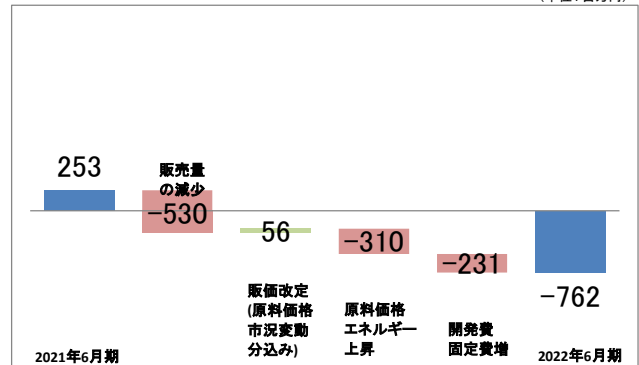 253
販売量
の減少
-530
56
-310
-231
-762
販価改定
(原料価格
市況変動
分込み)
原料価格
エネルギー
上昇
開発費
固定費増
2021年6月期
2022年6月期